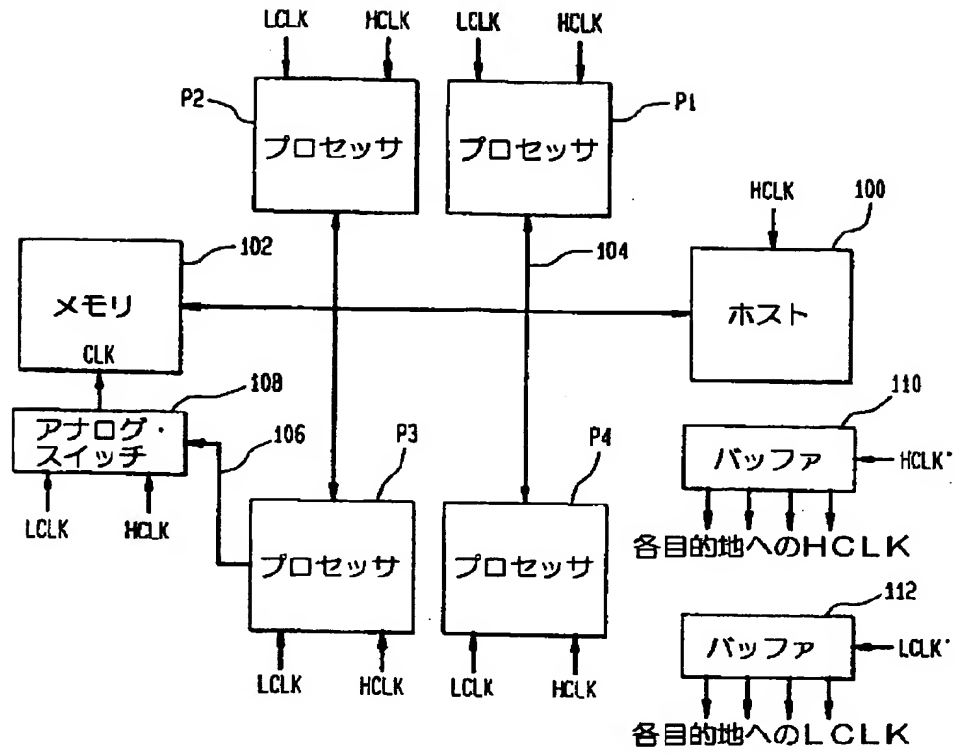 LCLK HCLK LCLK HCLK
P2 P1
プロセッサ プロセッサ
HCLK 100
102 104
メモリ ホスト
CLK
108 110
アナログ・
スイッチ
106 P3 P4
バッファ HCLK'
LCLK HCLK
各目的地へのHCLK
プロセッサ プロセッサ
112
バッファ LCLK'
LCLK HCLK LCLK HCLK
各目的地へのLCLK